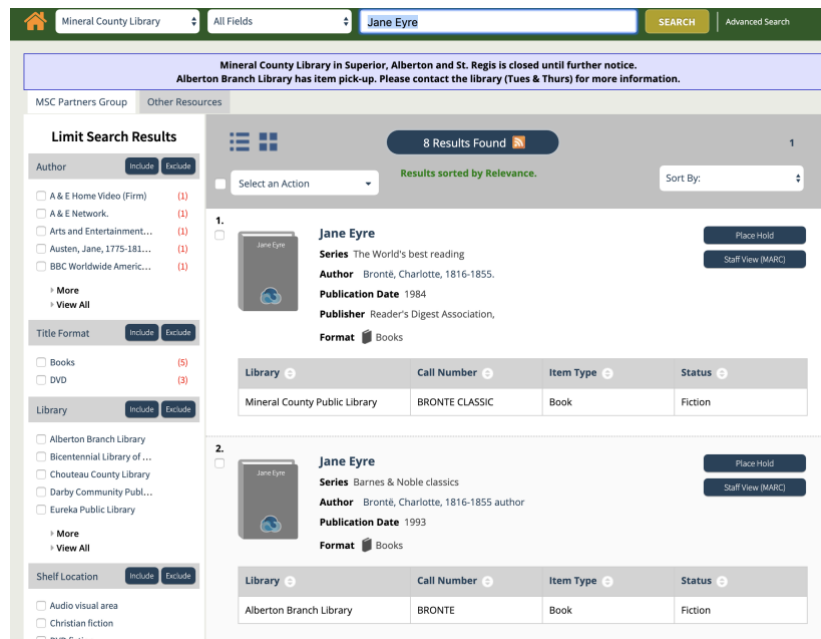 Mineral County Library
All Fields
Jane Eyre
SEARCH
Advanced Search
Mineral County Library in Superior, Alberton and St. Regis is closed until further notice.
Alberton Branch Library has item pick-up. Please contact the library (Tues & Thurs) for more information.
MSC Partners Group
Other Resources
Limit Search Results
Author Include Exclude
A & E Home Video (Firm) (1)
A & E Network. (1)
Arts and Entertainment... (1)
Austen, Jane, 1775-181... (1)
BBC Worldwide Americ... (1)
More
View All
Title Format Include Exclude
Books (5)
DVD (3)
Library Include Exclude
Alberton Branch Library
Bicentennial Library of ...
Chouteau County Library
Darby Community Publ...
Eureka Public Library
More
View All
Shelf Location Include Exclude
Audio visual area
Christian fiction
8 Results Found
1
Select an Action
Results sorted by Relevance.
Sort By:
1.
Jane Eyre
Jane Eyre
Series The World's best reading
Author Brontë, Charlotte, 1816-1855.
Publication Date 1984
Publisher Reader's Digest Association,
Format Books
Place Hold
Staff View (MARC)
Library Call Number Item Type Status
Mineral County Public Library BRONTE CLASSIC Book Fiction
2.
Jane Eyre
Jane Eyre
Series Barnes & Noble classics
Author Brontë, Charlotte, 1816-1855 author
Publication Date 1993
Format Books
Place Hold
Staff View (MARC)
Library Call Number Item Type Status
Alberton Branch Library BRONTE Book Fiction